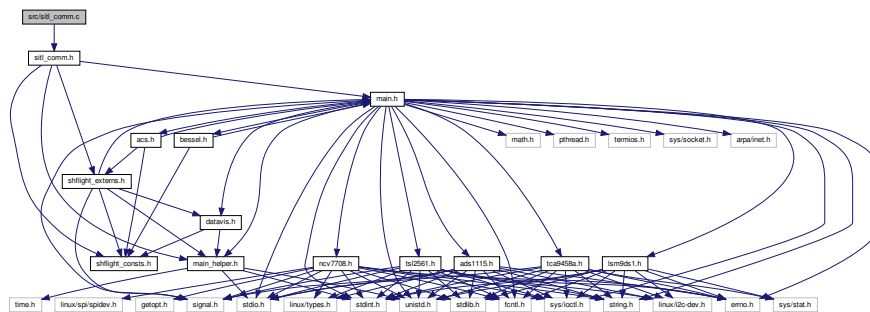 src/sitl_comm.c
sitl_comm.h
main.h
acs.h
bessel.h
math.h
pthread.h
termios.h
sys/socket.h
arpa/inet.h
shflight_externs.h
datavis.h
shflight_consts.h
main_helper.h
ncv7708.h
tsl2561.h
ads1115.h
tca9458a.h
lsm9ds1.h
time.h
linux/spi/spidev.h
getopt.h
signal.h
stdio.h
linux/types.h
stdint.h
unistd.h
stdlib.h
fcntl.h
sys/ioctl.h
string.h
linux/i2c-dev.h
errno.h
sys/stat.h